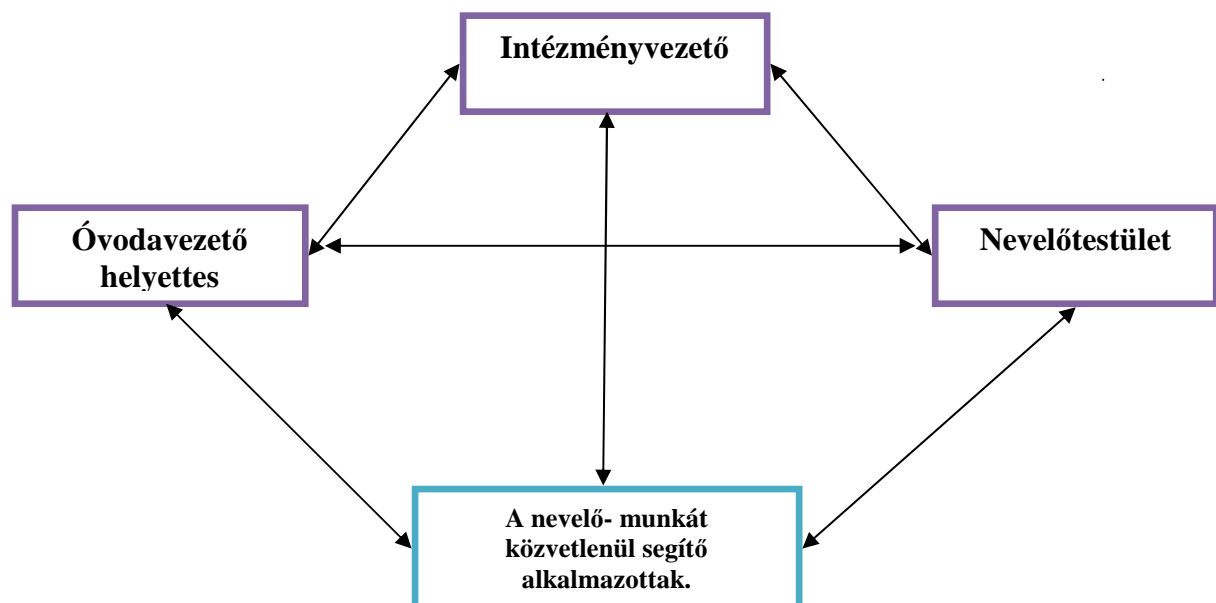 Intézményvezető
Óvodavezető
helyettes
Nevelőtestület
A nevelő- munkát
közvetlenül segítő
alkalmazottak.